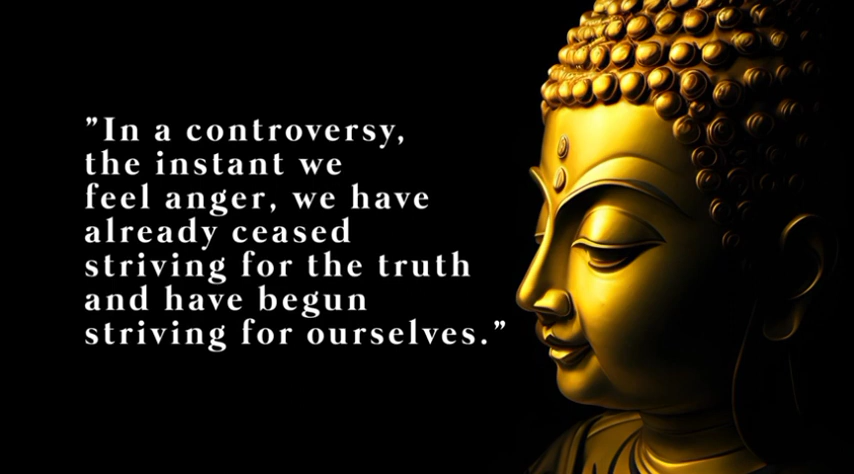 "In a controversy,
the instant we
feel anger, we have
already ceased
striving for the truth
and have begun
striving for ourselves.”